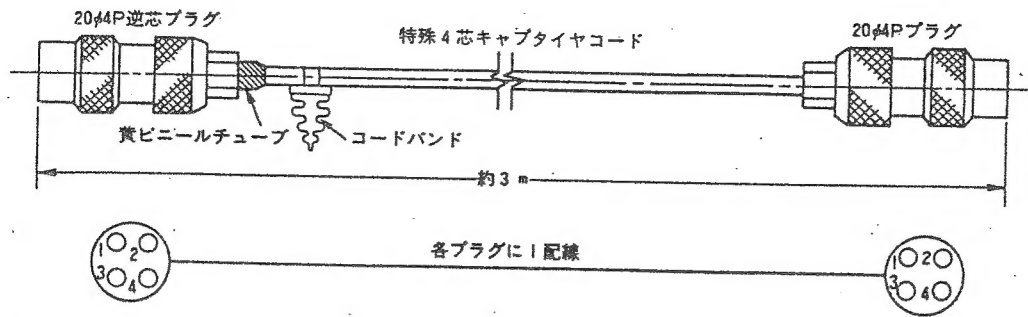 20φ4P逆芯プラグ
特殊4芯キャプタイヤコード
20φ4Pプラグ
黄ビニールチューブ
コードバンド
約3 m
各プラグに1配線
1 2
3 4
1 2
3 4